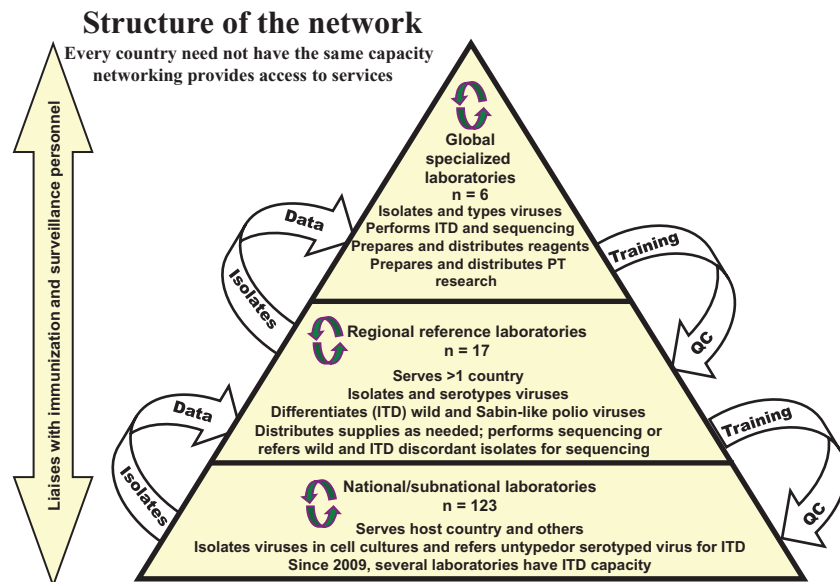 Structure of the network
Every country need not have the same capacity
networking provides access to services
Liaises with immunization and surveillance personnel
Global
specialized
laboratories
n = 6
Isolates and types viruses
Performs ITD and sequencing
Prepares and distributes reagents
Prepares and distributes PT
research
Data
Isolates
Training
QC
Regional reference laboratories
n = 17
Serves >1 country
Isolates and serotypes viruses
Differentiates (ITD) wild and Sabin-like polio viruses
Distributes supplies as needed; performs sequencing or
refers wild and ITD discordant isolates for sequencing
Data
Isolates
Training
QC
National/subnational laboratories
n = 123
Serves host country and others
Isolates viruses in cell cultures and refers untypedor serotyped virus for ITD
Since 2009, several laboratories have ITD capacity